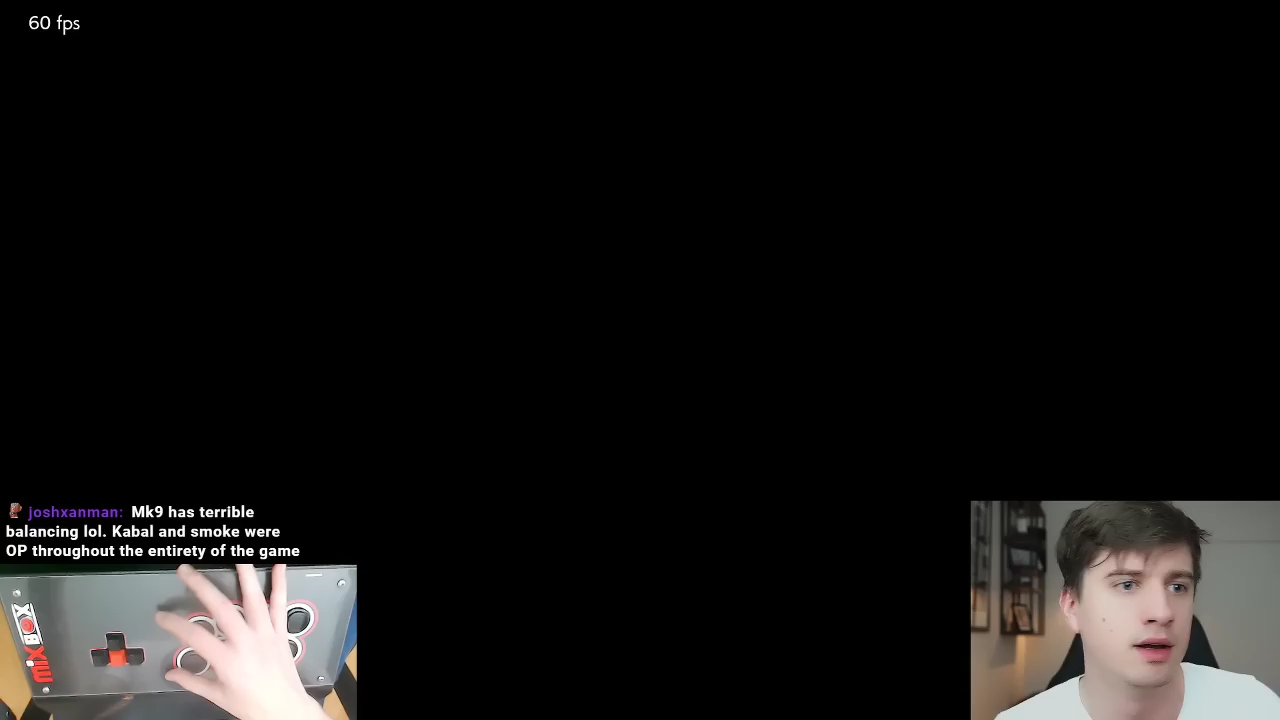 60 fps
joshxanman: Mk9 has terrible
balancing lol. Kabal and smoke were
OP throughout the entirety of the game
MIXBOX